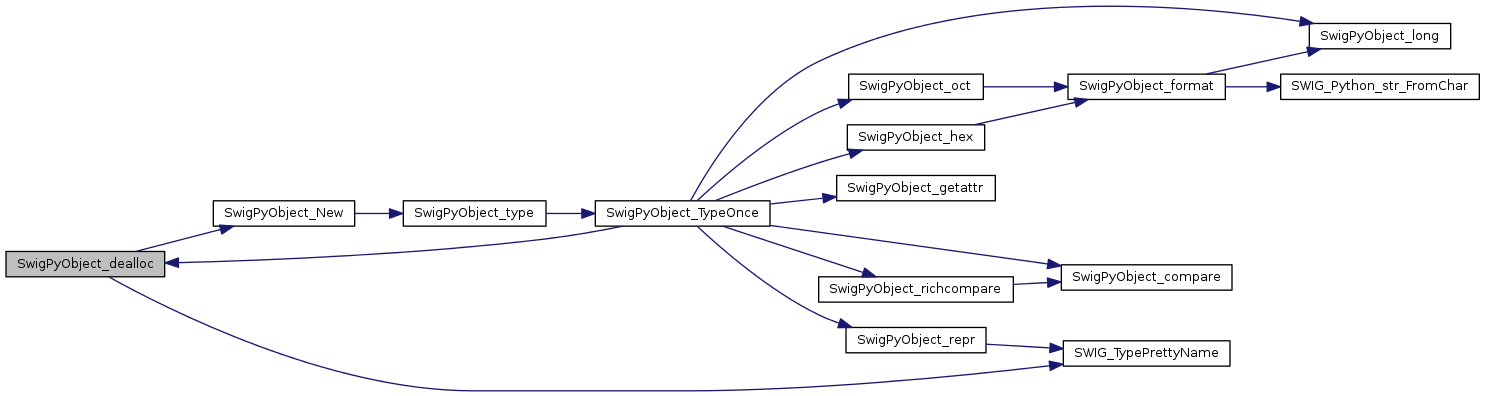 SwigPyObject_long
SwigPyObject_oct
SwigPyObject_format
SWIG_Python_str_FromChar
SwigPyObject_hex
SwigPyObject_getattr
SwigPyObject_New
SwigPyObject_type
SwigPyObject_TypeOnce
SwigPyObject_dealloc
SwigPyObject_compare
SwigPyObject_richcompare
SwigPyObject_repr
SWIG_TypePrettyName